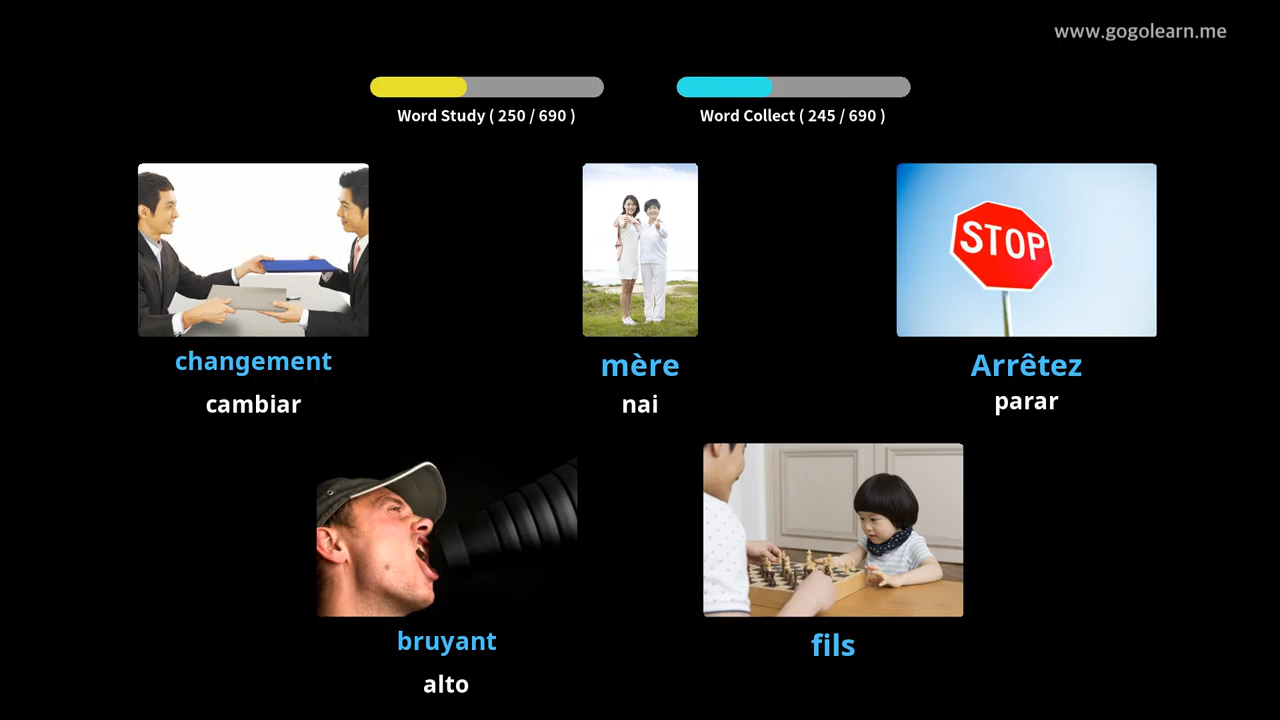 www.gogolearn.me
Word Study ( 250 / 690 )
Word Collect ( 245 / 690 )
STOP
changement
mère
Arrêtez
cambiar
nai
parar
bruyant
fils
alto